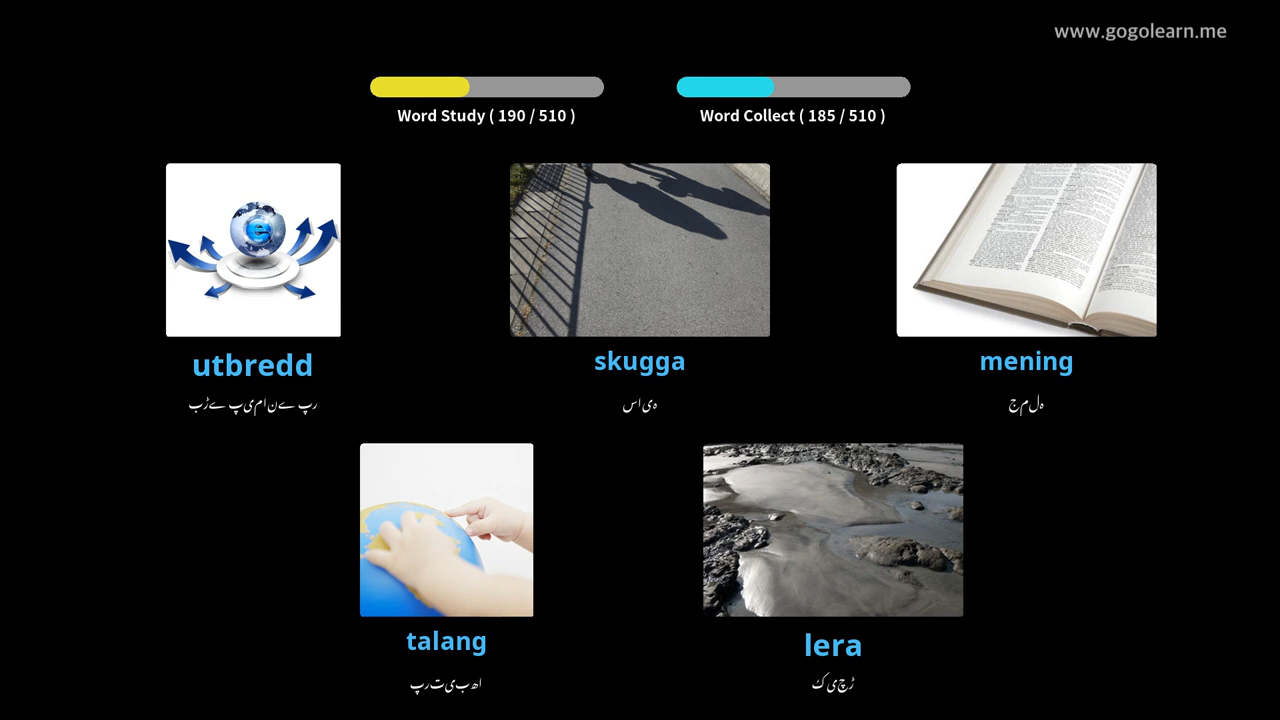 www.gogolearn.me
Word Study ( 190 / 510 )
Word Collect ( 185 / 510 )
utbredd
بڑے پیمانے پر
skugga
سایہ
mening
جملہ
talang
پرتیبھا
lera
کیچڑ